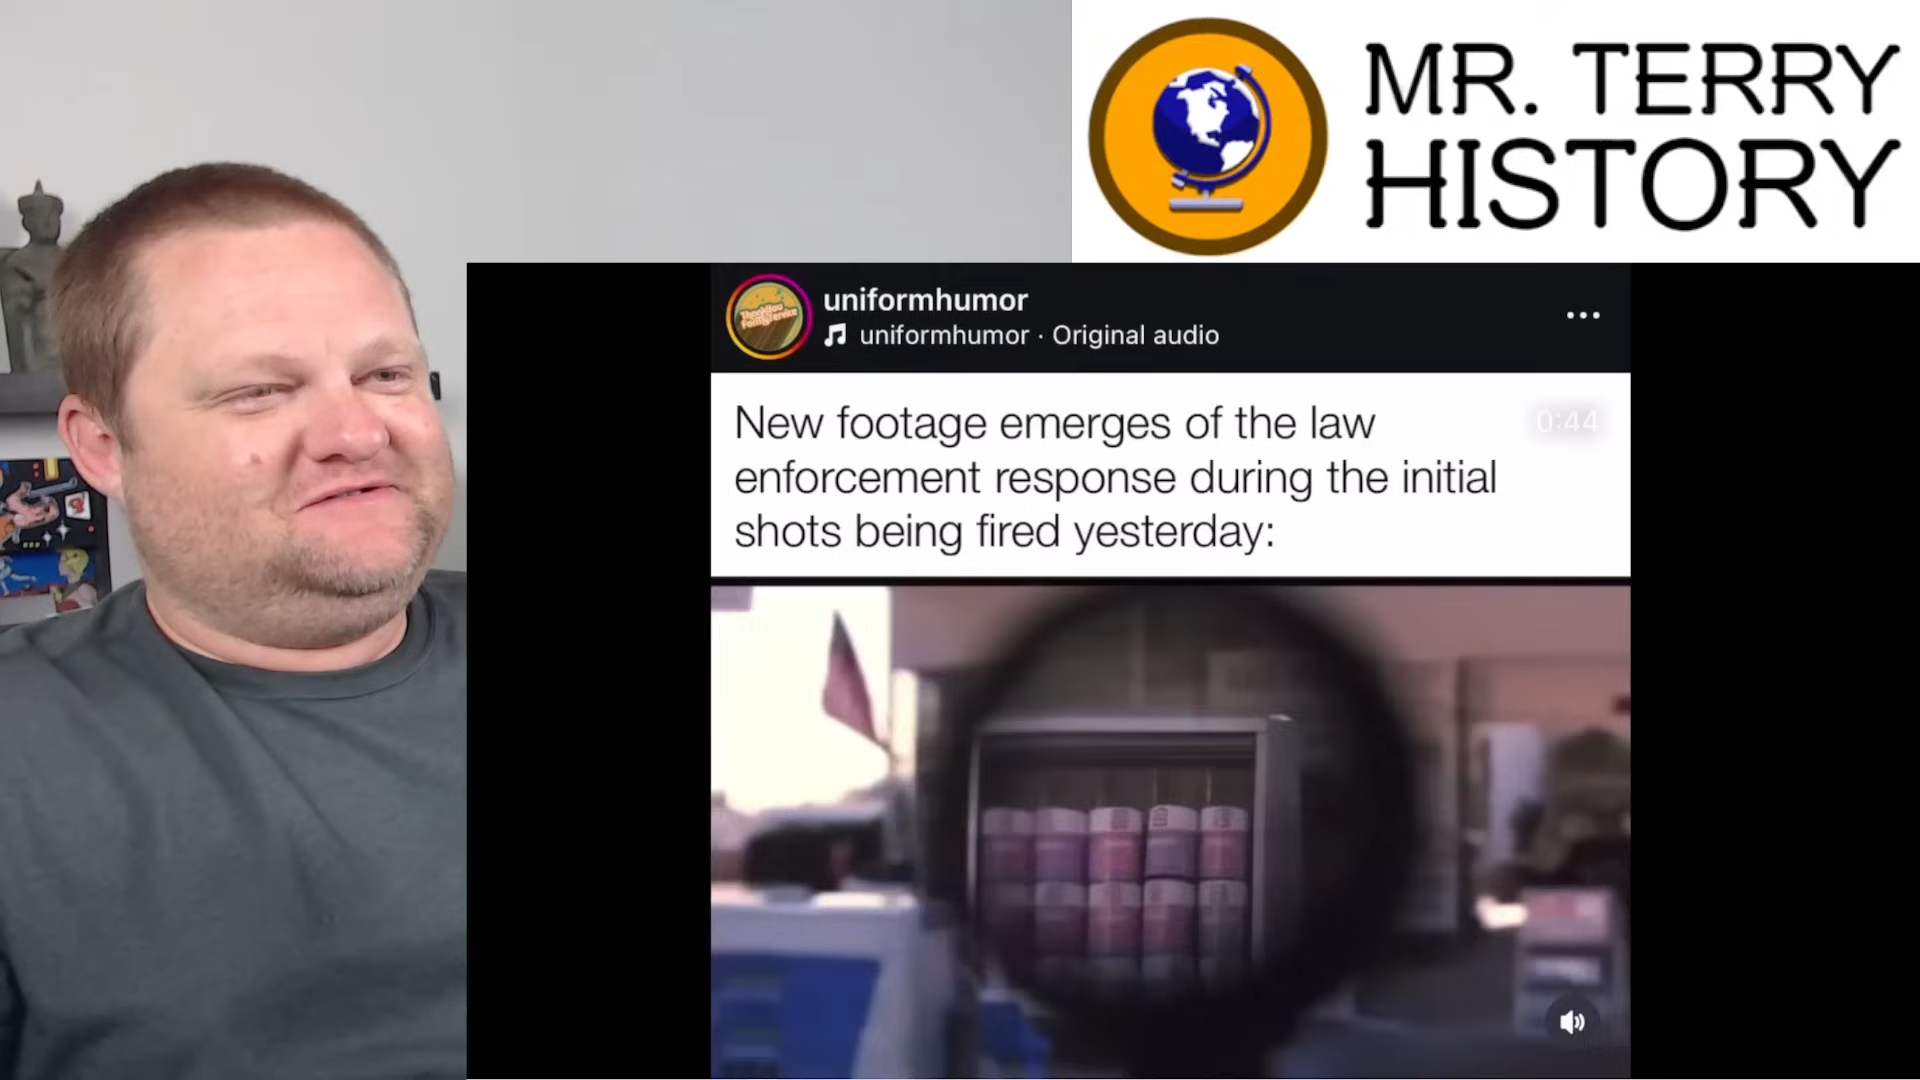 MR. TERRY
HISTORY
uniformhumor
uniformhumor · Original audio
New footage emerges of the law
enforcement response during the initial
shots being fired yesterday:
0:44